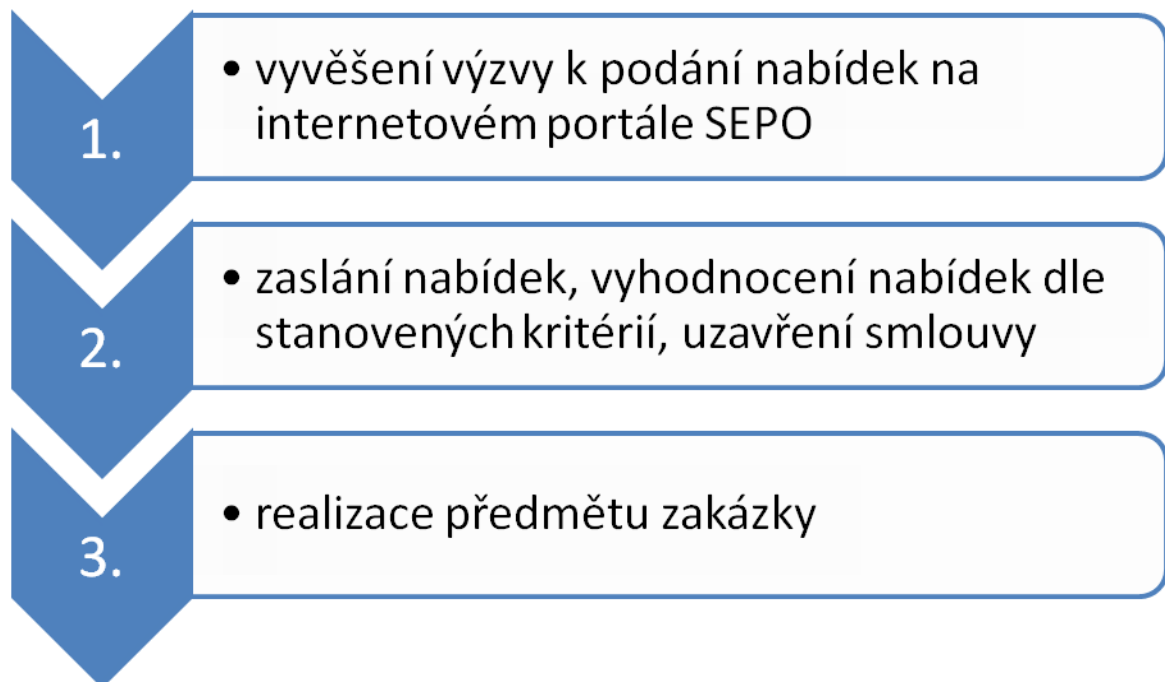 1.
• vyvěšení výzvy k podání nabídek na
internetovém portále SEPO
2.
• zaslání nabídek, vyhodnocení nabídek dle
stanovených kritérií, uzavření smlouvy
3.
• realizace předmětu zakázky